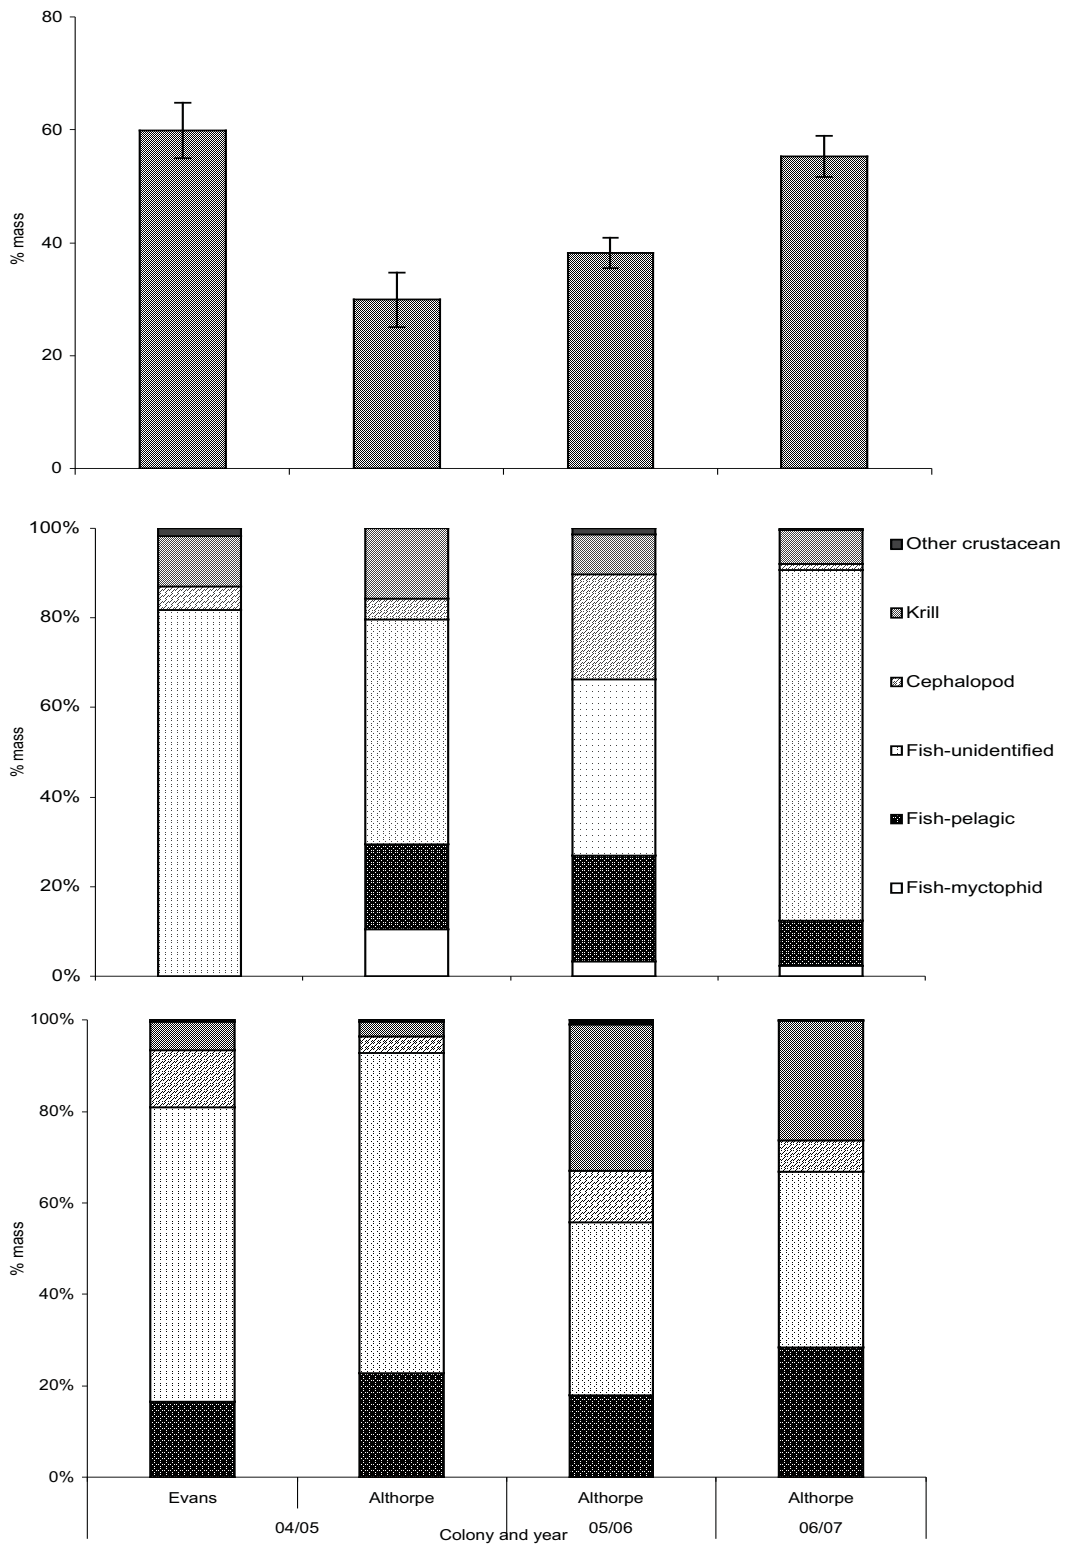 80
60
40
20
0
% mass
100%
80%
60%
40%
20%
0%
% mass
Other crustacean
Krill
Cephalopod
Fish-unidentified
Fish-pelagic
Fish-myctophid
100%
80%
60%
40%
20%
0%
% mass
Evans Althorpe Althorpe Althorpe
04/05 05/06 06/07
Colony and year